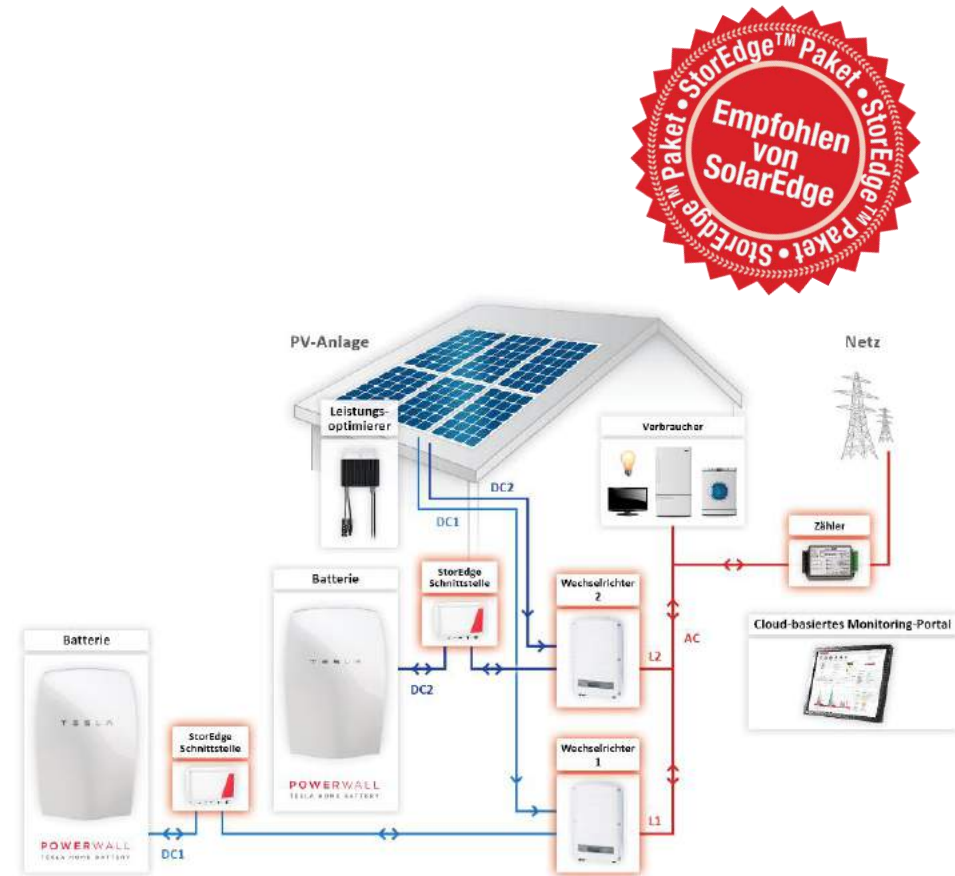 StorEdge™ Paket • StorEdge™ Paket • StorEdge™ Paket •
Empfohlen
von
SolarEdge
PV-Anlage
Netz
Leistungs-
optimierer
Verbraucher
DC2
DC1
Zähler
StorEdge
Schnittstelle
Batterie
Wechselrichter
2
Cloud-basiertes Monitoring-Portal
AC
L2
TESLA
DC2
Batterie
TESLA
StorEdge
Schnittstelle
Wechselrichter
1
POWERWALL
TESLA HOME BATTERY
L1
POWERWALL
TESLA HOME BATTERY
DC1